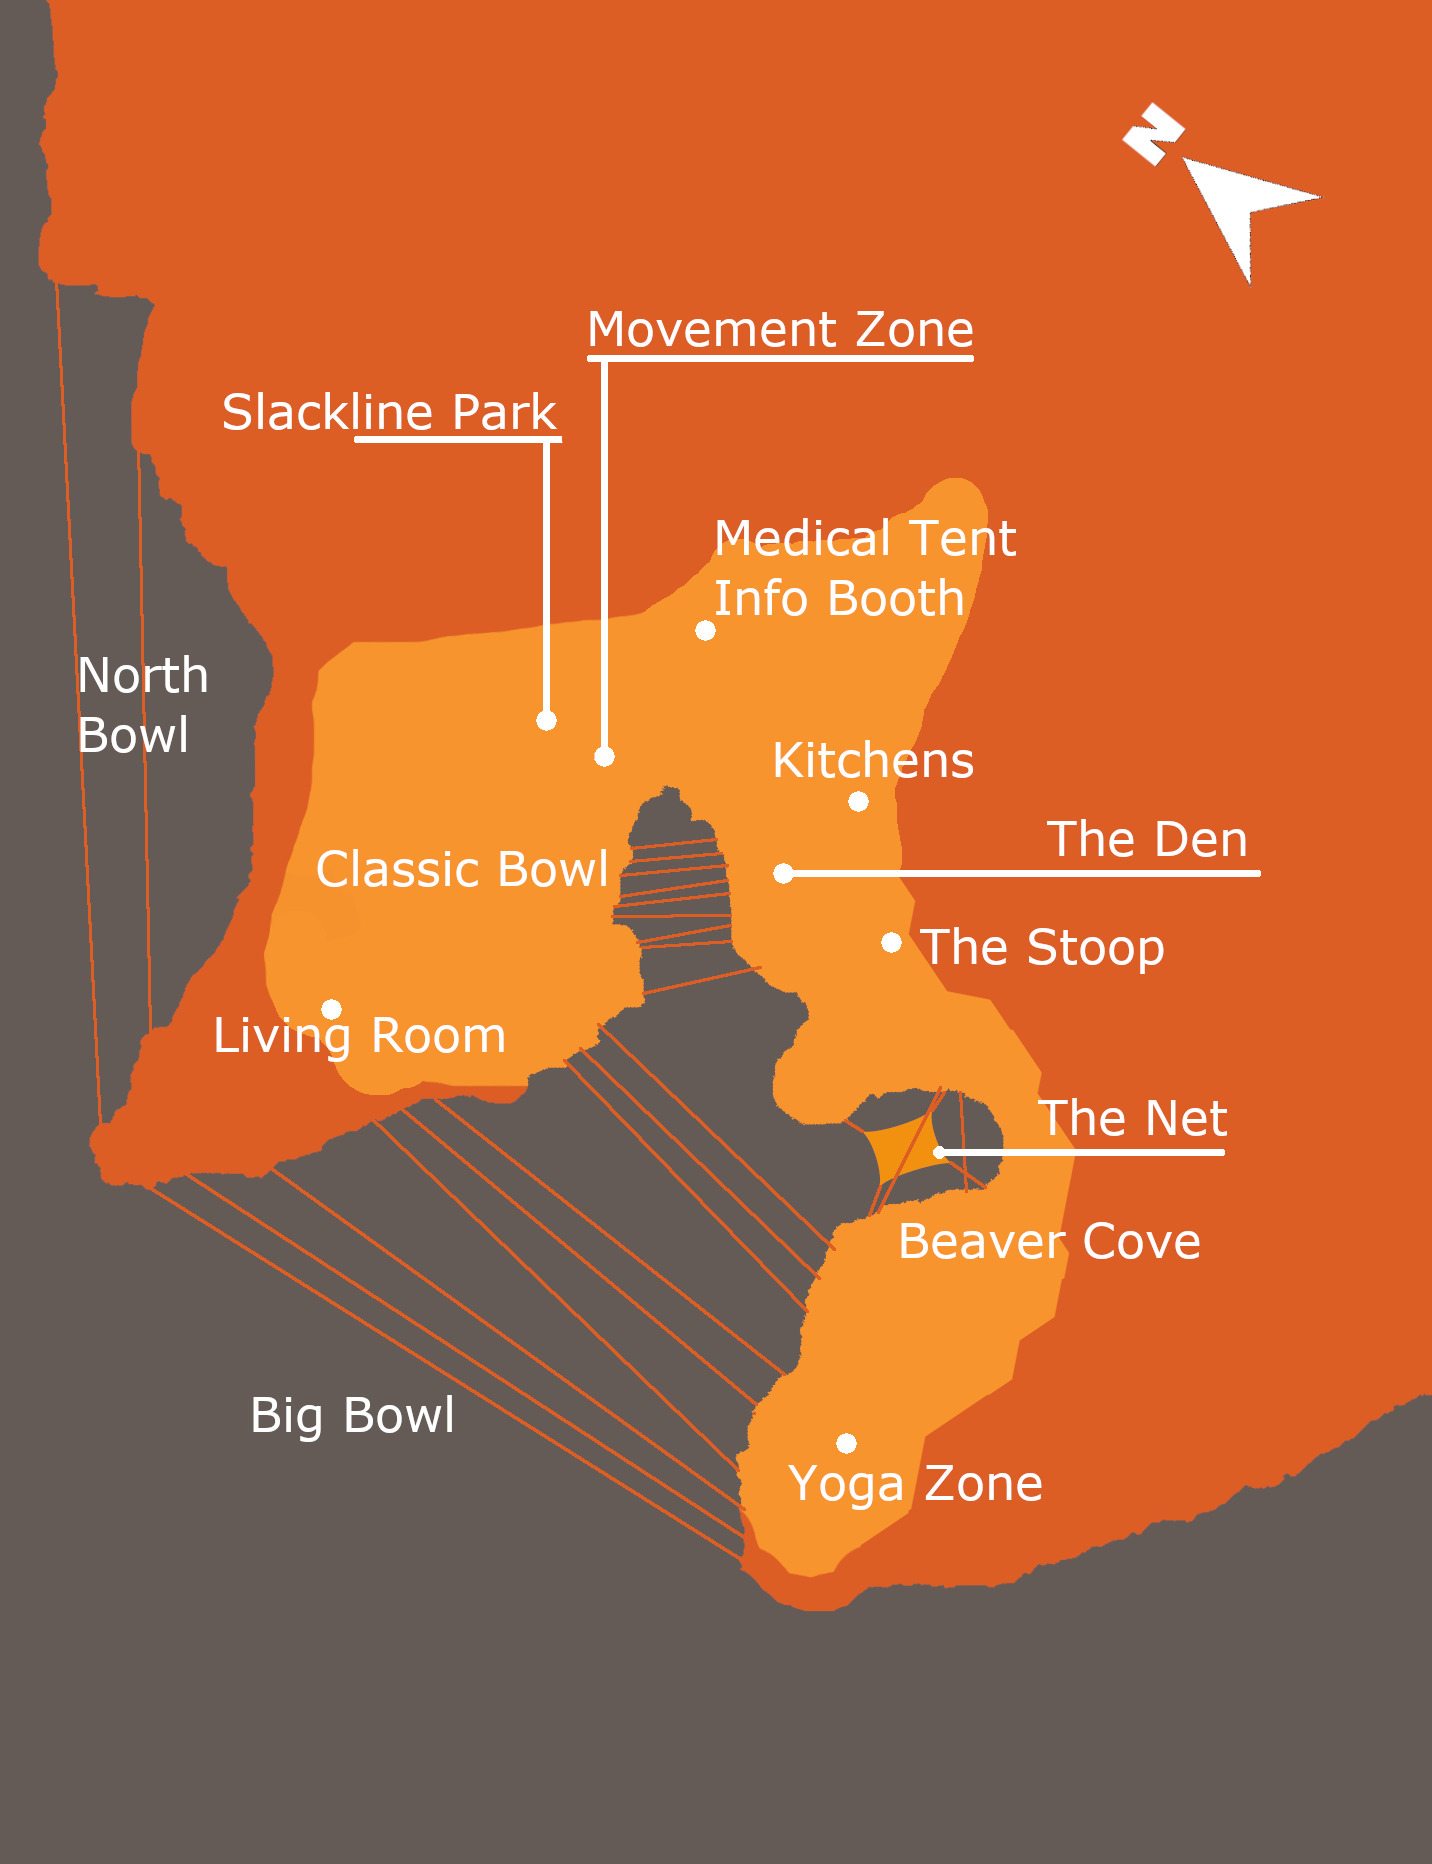 N
Movement Zone
Slackline Park
Medical Tent
Info Booth
North
Bowl
Kitchens
The Den
Classic Bowl
The Stoop
Living Room
The Net
Beaver Cove
Big Bowl
Yoga Zone